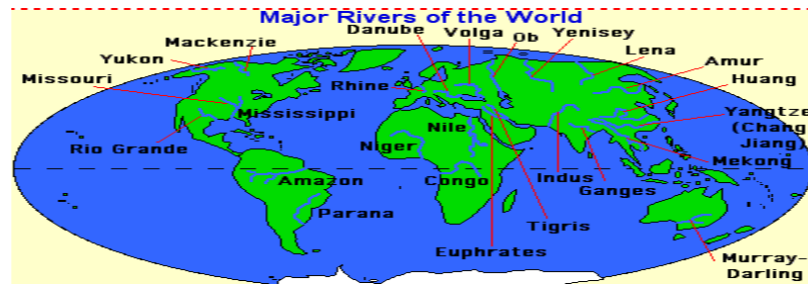 Major Rivers of the World
Danube
Volga
Ob
Yenisey
Mackenzie
Lena
Yukon
Amur
Missouri
Rhine
Huang
Mississippi
Nile
Yangtze
(Chang
Jiang)
Rio Grande
Niger
Mekong
Amazon
Congo
Indus
Ganges
Parana
Tigris
Euphrates
Murray-
Darling